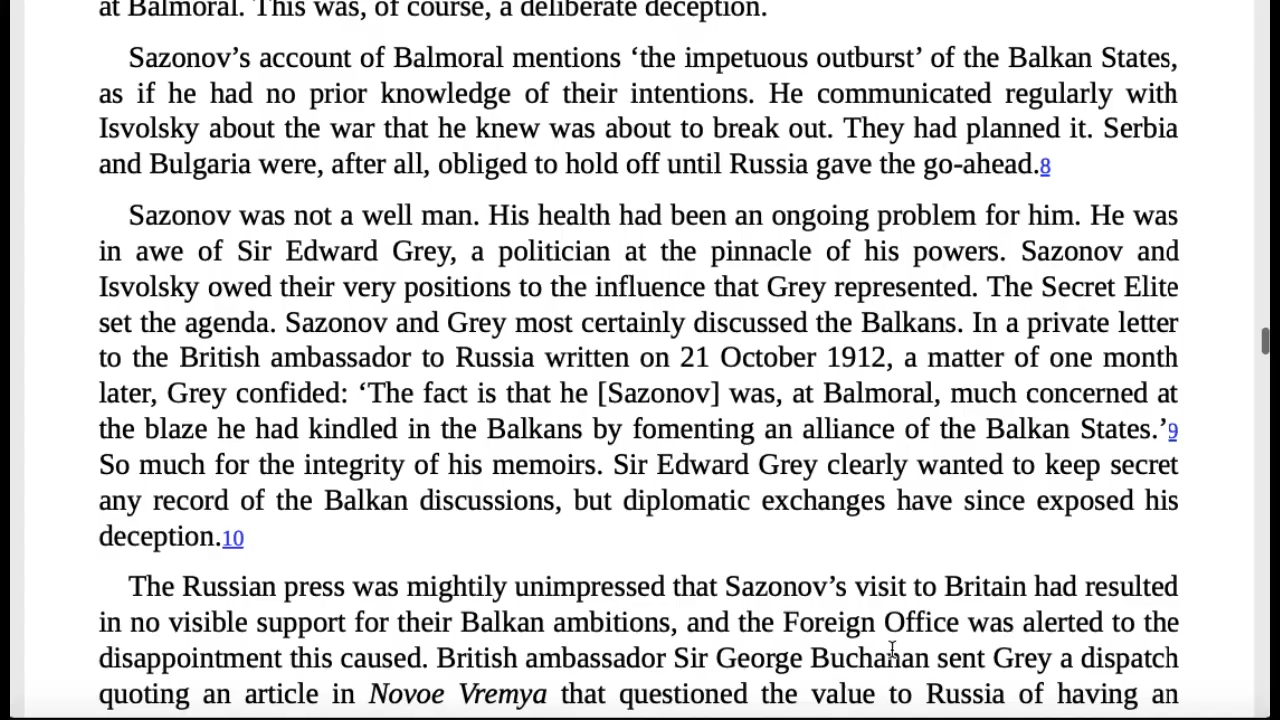 at Balmoral. This was, of course, a deliberate deception.
Sazonov’s account of Balmoral mentions ‘the impetuous outburst’ of the Balkan States,
as if he had no prior knowledge of their intentions. He communicated regularly with
Isvolsky about the war that he knew was about to break out. They had planned it. Serbia
and Bulgaria were, after all, obliged to hold off until Russia gave the go-ahead.8
Sazonov was not a well man. His health had been an ongoing problem for him. He was
in awe of Sir Edward Grey, a politician at the pinnacle of his powers. Sazonov and
Isvolsky owed their very positions to the influence that Grey represented. The Secret Elite
set the agenda. Sazonov and Grey most certainly discussed the Balkans. In a private letter
to the British ambassador to Russia written on 21 October 1912, a matter of one month
later, Grey confided: ‘The fact is that he [Sazonov] was, at Balmoral, much concerned at
the blaze he had kindled in the Balkans by fomenting an alliance of the Balkan States.’9
So much for the integrity of his memoirs. Sir Edward Grey clearly wanted to keep secret
any record of the Balkan discussions, but diplomatic exchanges have since exposed his
deception.10
The Russian press was mightily unimpressed that Sazonov’s visit to Britain had resulted
in no visible support for their Balkan ambitions, and the Foreign Office was alerted to the
disappointment this caused. British ambassador Sir George Buchanan sent Grey a dispatch
quoting an article in Novoe Vremya that questioned the value to Russia of having an